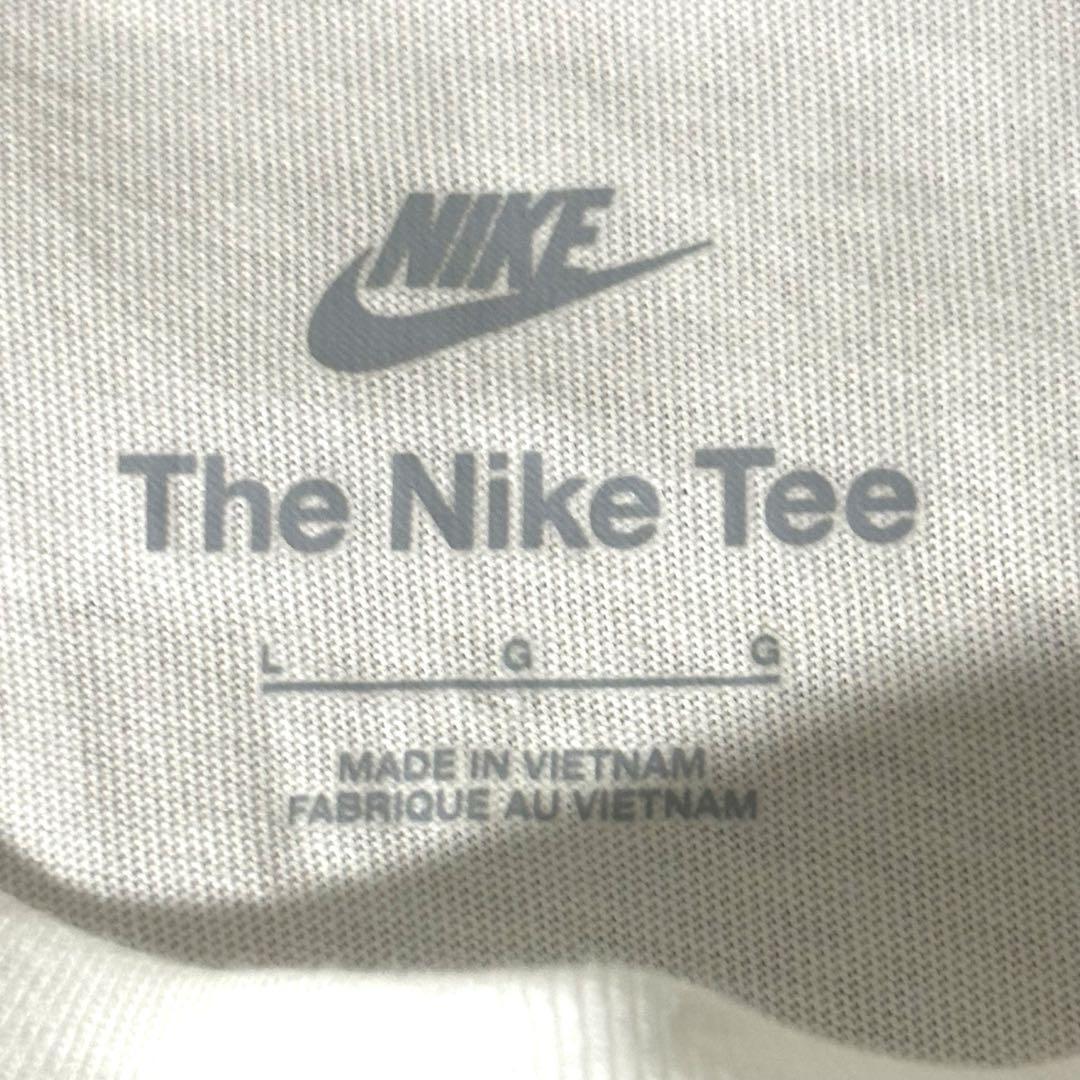 NIKE
The Nike Tee
L G G
MADE IN VIETNAM
FABRIQUE AU VIETNAM